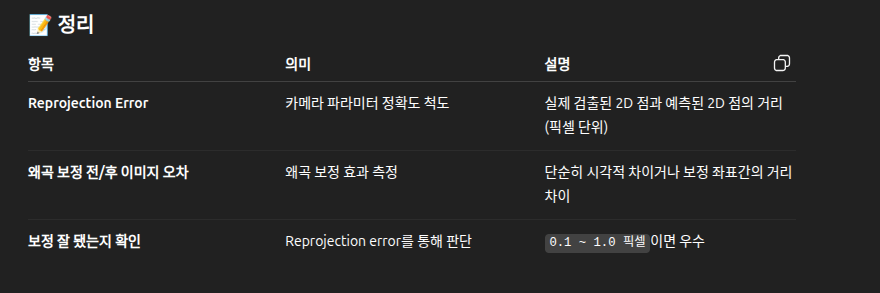 📝 정리
항목 의미 설명
Reprojection Error 카메라 파라미터 정확도 척도 실제 검출된 2D 점과 예측된 2D 점의 거리
(픽셀 단위)
왜곡 보정 전/후 이미지 오차 왜곡 보정 효과 측정 단순히 시각적 차이거나 보정 좌표간의 거리
차이
보정 잘 됐는지 확인 Reprojection error를 통해 판단 0.1 ~ 1.0 픽셀이면 우수